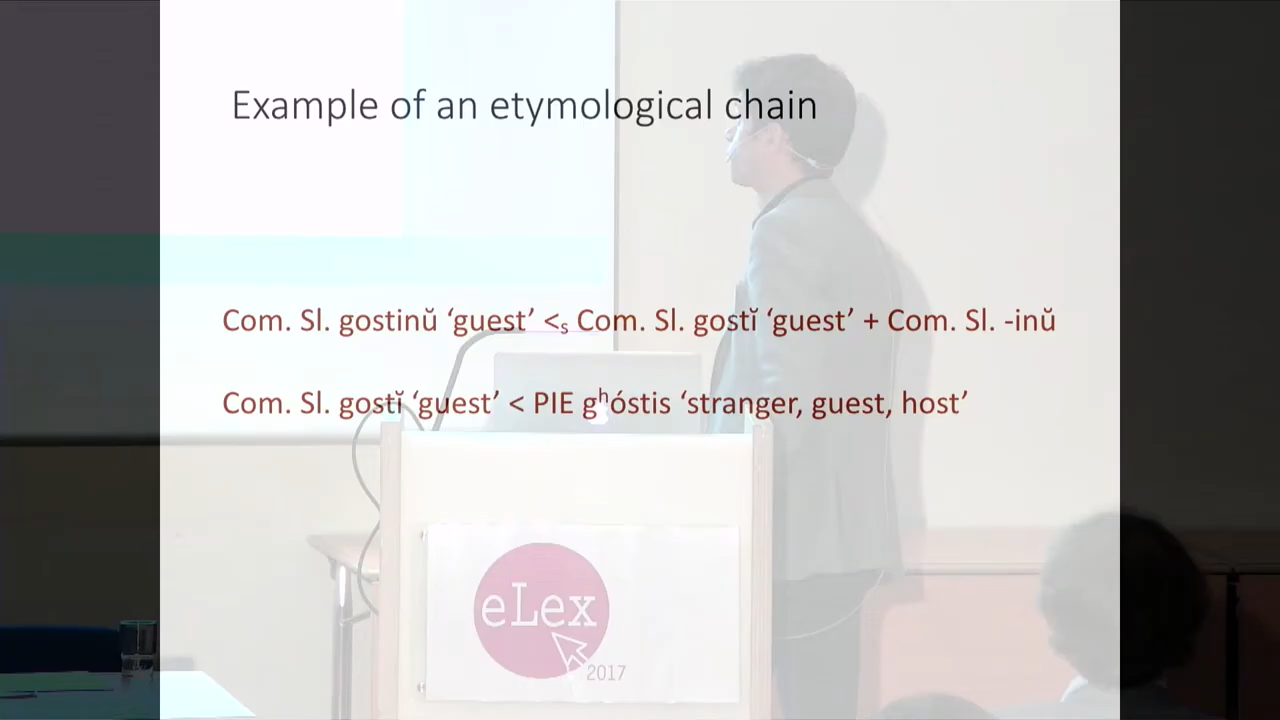 Example of an etymological chain
Com. Sl. gostinŭ ‘guest’ <ₛ Com. Sl. gostĭ ‘guest’ + Com. Sl. -inŭ
Com. Sl. gostĭ ‘guest’ < PIE gʰóstis ‘stranger, guest, host’
eLex
2017